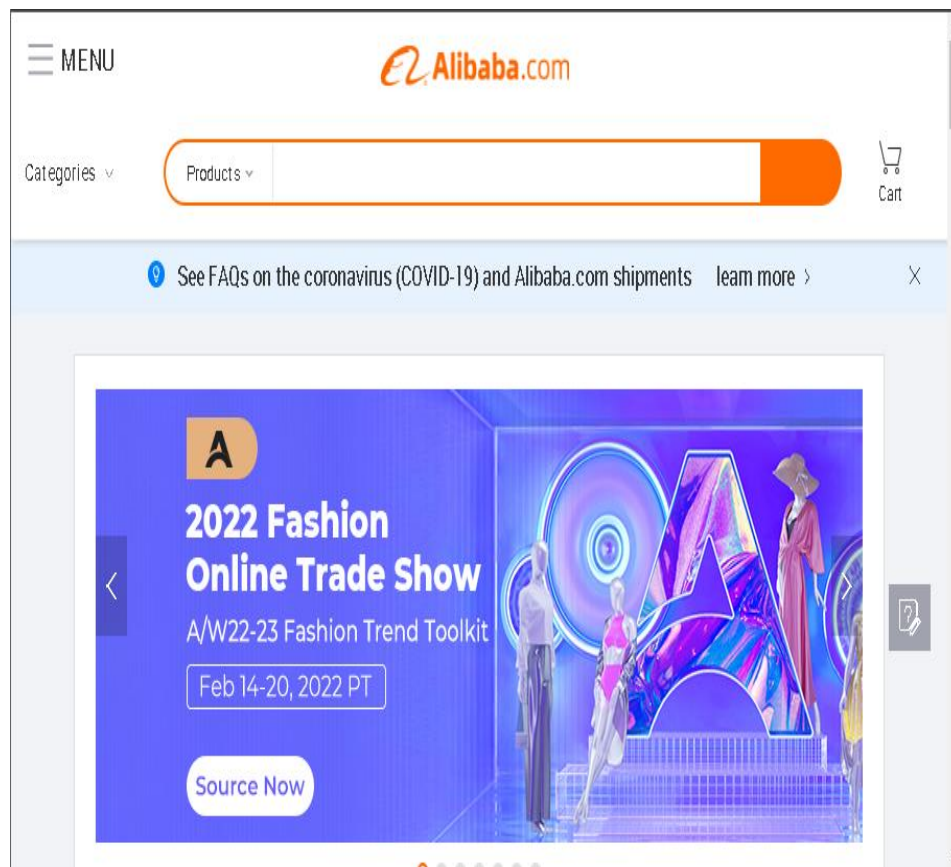 MENU
Alibaba.com
Categories
Products
Cart
See FAQs on the coronavirus (COVID-19) and Alibaba.com shipments learn more >
A
2022 Fashion
Online Trade Show
A/W22-23 Fashion Trend Toolkit
Feb 14-20, 2022 PT
Source Now